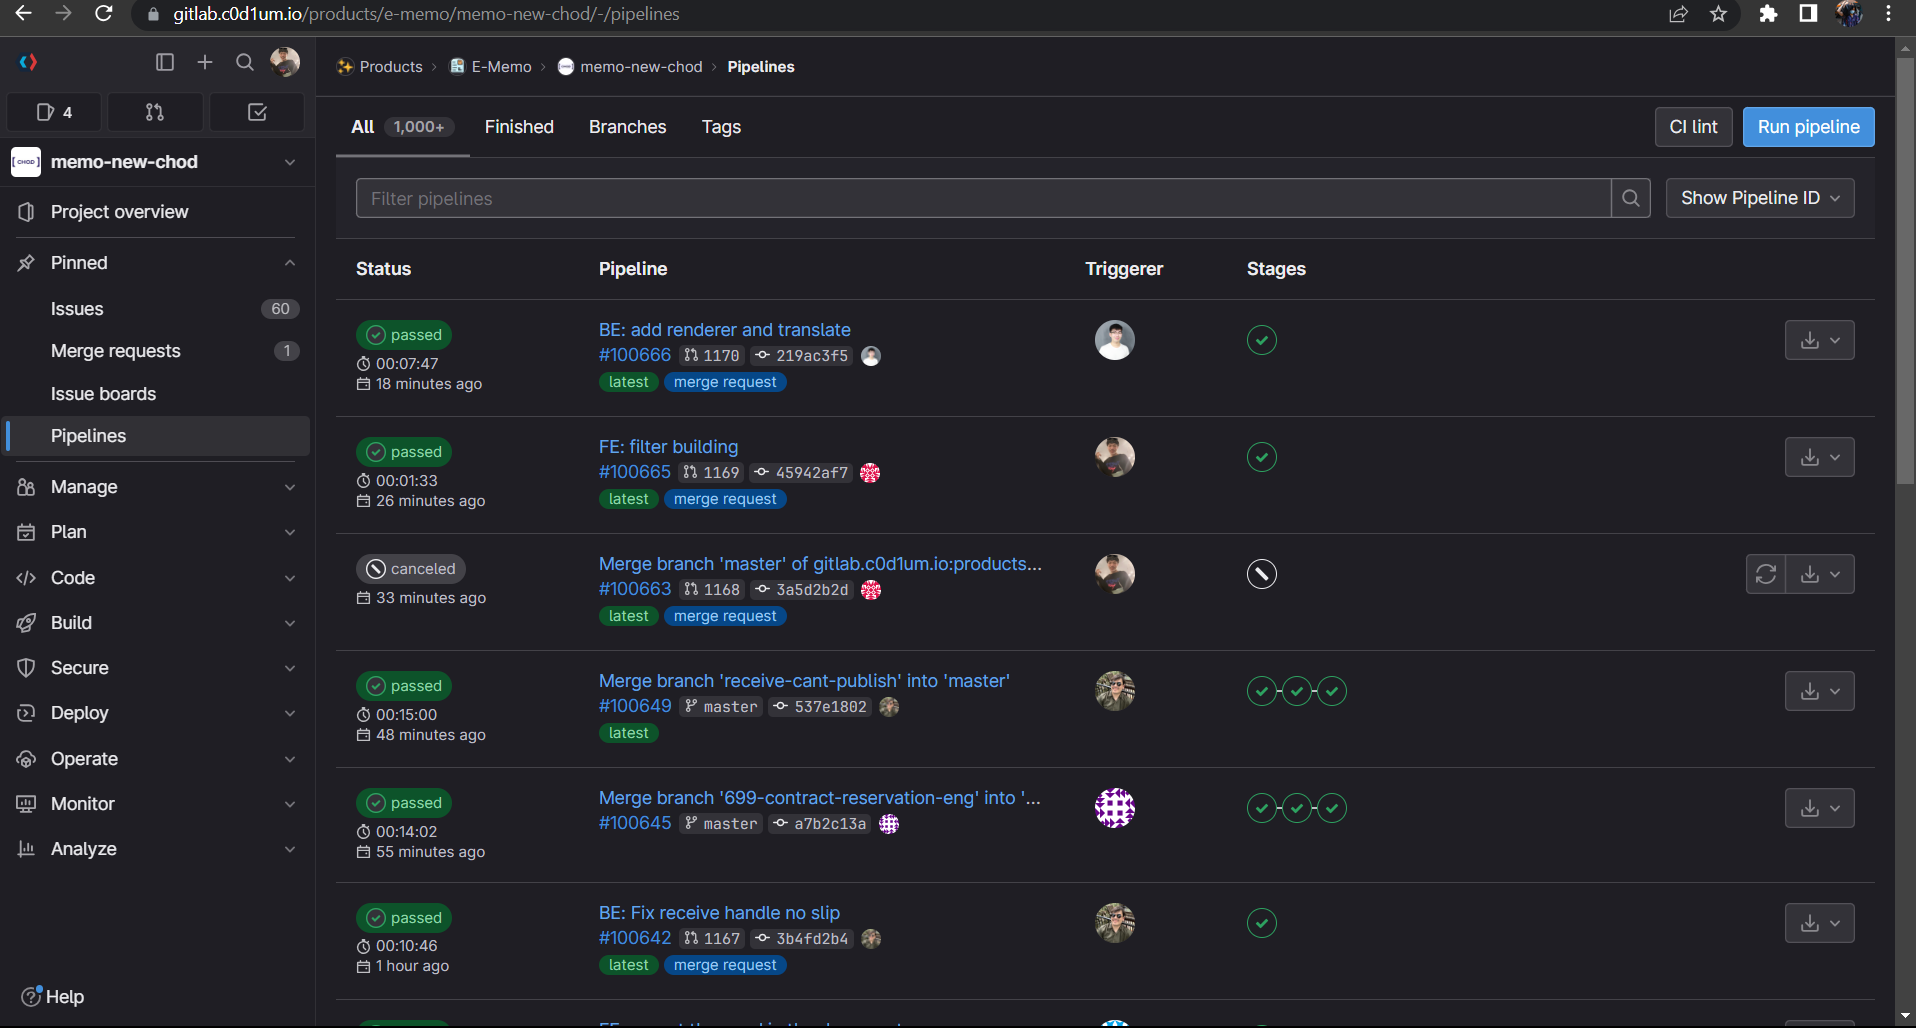 gitlab.c0d1um.io/products/e-memo/memo-new-chod/-/pipelines
4
[ CHOD ]
memo-new-chod
Project overview
Pinned
Issues 60
Merge requests 1
Issue boards
Pipelines
Manage
Plan
Code
Build
Secure
Deploy
Operate
Monitor
Analyze
Help
Products > E-Memo > memo-new-chod > Pipelines
All 1,000+ Finished Branches Tags
CI lint Run pipeline
Filter pipelines
Show Pipeline ID
Status Pipeline Triggerer Stages
passed
00:07:47
18 minutes ago
BE: add renderer and translate
#100666 1170 219ac3f5
latest merge request
passed
00:01:33
26 minutes ago
FE: filter building
#100665 1169 45942af7
latest merge request
canceled
33 minutes ago
Merge branch 'master' of gitlab.c0d1um.io:products...
#100663 1168 3a5d2b2d
latest merge request
passed
00:15:00
48 minutes ago
Merge branch 'receive-cant-publish' into 'master'
#100649 master 537e1802
latest
passed
00:14:02
55 minutes ago
Merge branch '699-contract-reservation-eng' into '...
#100645 master a7b2c13a
passed
00:10:46
1 hour ago
BE: Fix receive handle no slip
#100642 1167 3b4fd2b4
latest merge request